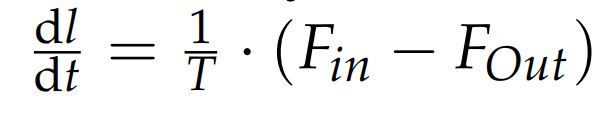 dl/dt = 1/T · (F_in − F_Out)